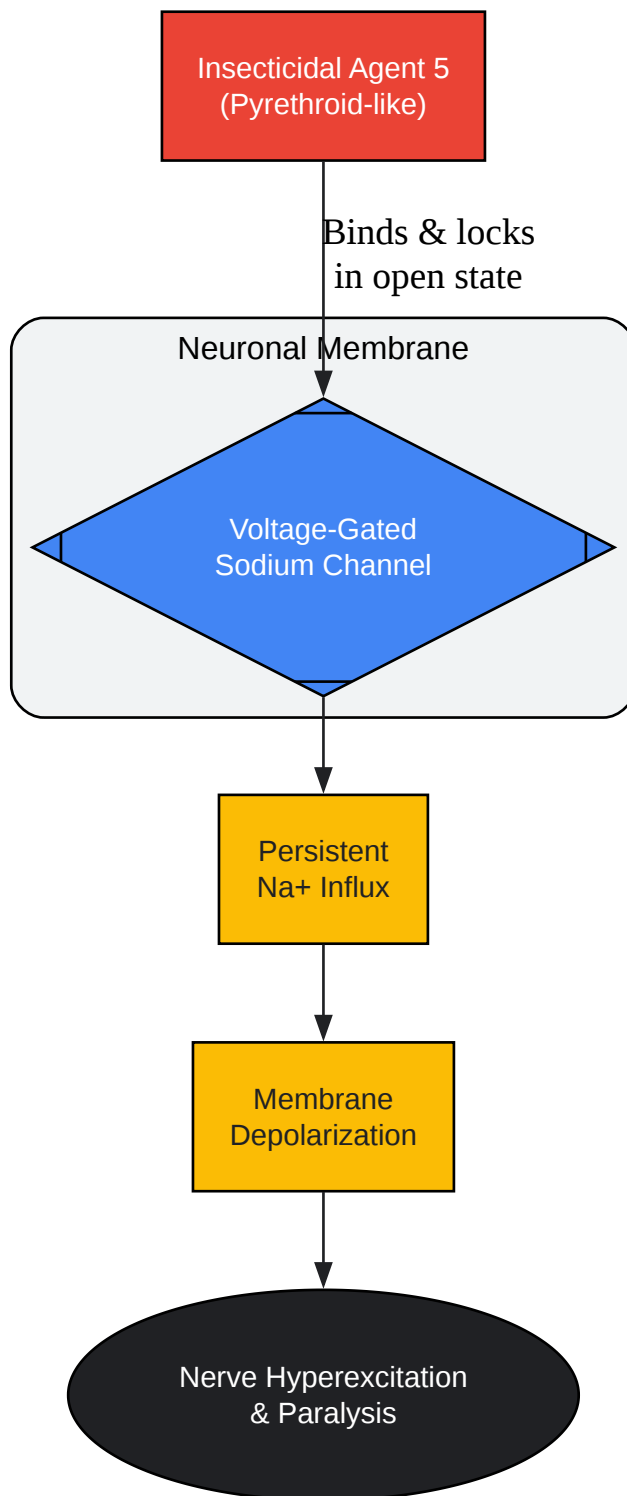 Insecticidal Agent 5
(Pyrethroid-like)
Binds & locks
in open state
Neuronal Membrane
Voltage-Gated
Sodium Channel
Persistent
Na+ Influx
Membrane
Depolarization
Nerve Hyperexcitation
& Paralysis